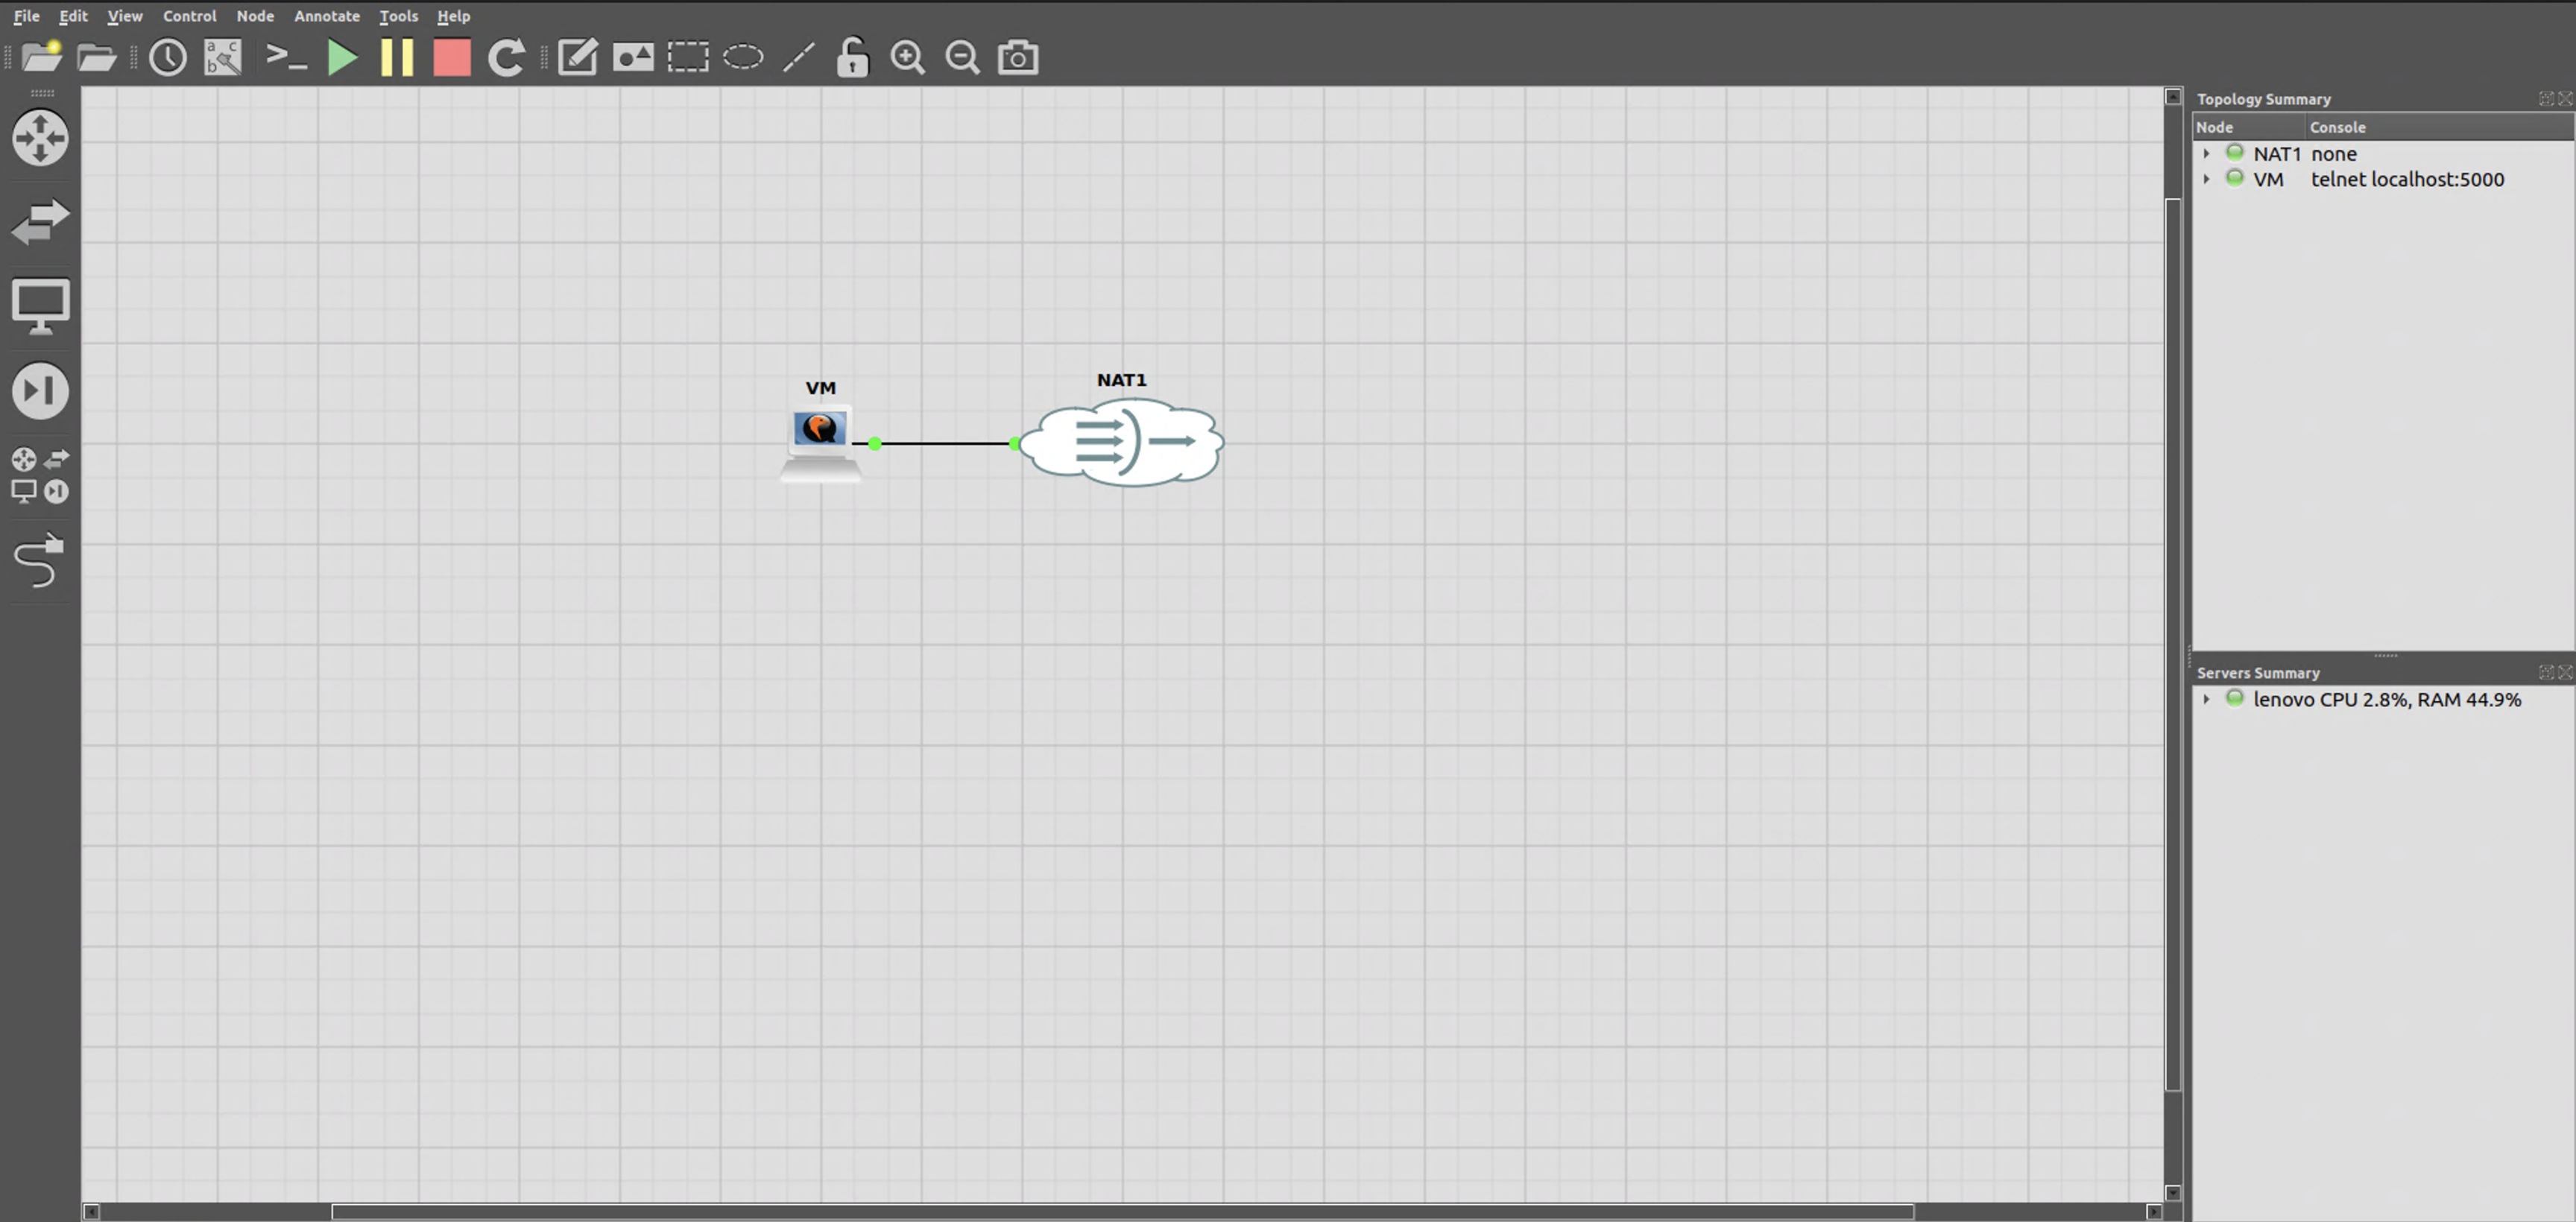 File Edit View Control Node Annotate Tools Help
a c
b
>_
Topology Summary
Node Console
NAT1 none
VM telnet localhost:5000
VM
NAT1
Servers Summary
lenovo CPU 2.8%, RAM 44.9%